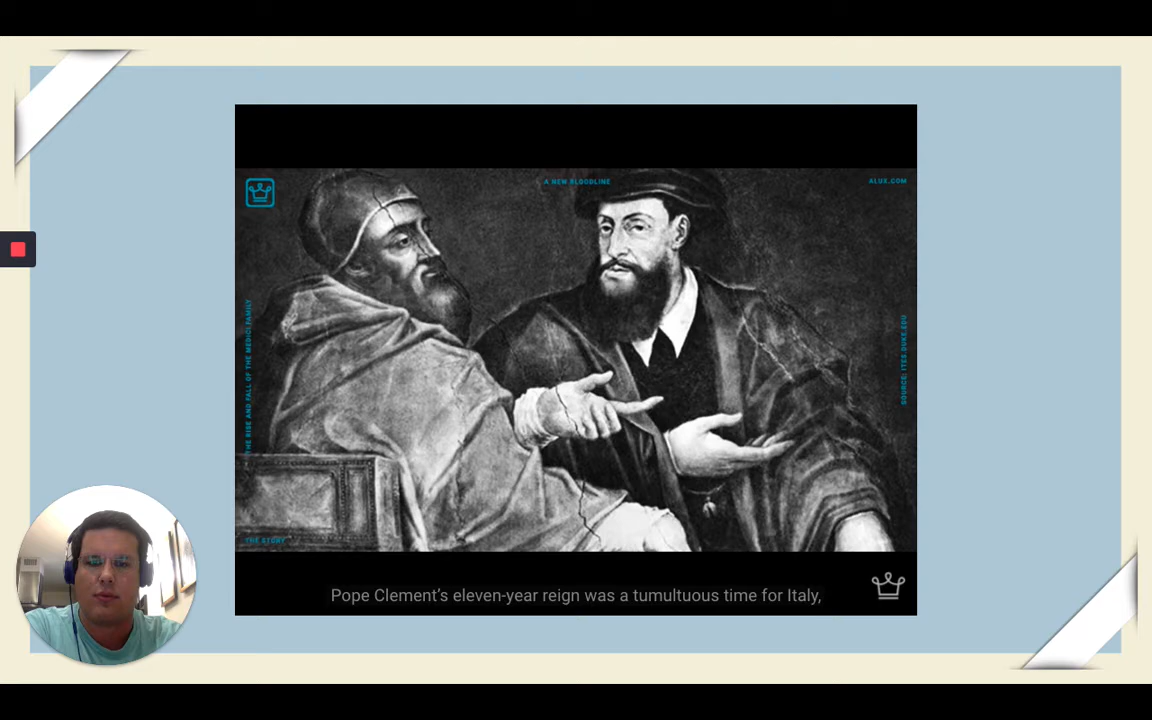 A NEW BLOODLINE
ALUX.COM
THE RISE AND FALL OF THE MEDICI FAMILY
SOURCE: ITES.DUKE.EDU
THE STORY
Pope Clement's eleven-year reign was a tumultuous time for Italy,